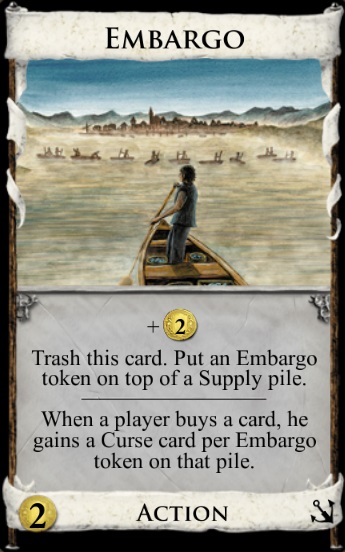 EMBARGO
+ 2
Trash this card. Put an Embargo
token on top of a Supply pile.
When a player buys a card, he
gains a Curse card per Embargo
token on that pile.
2 ACTION